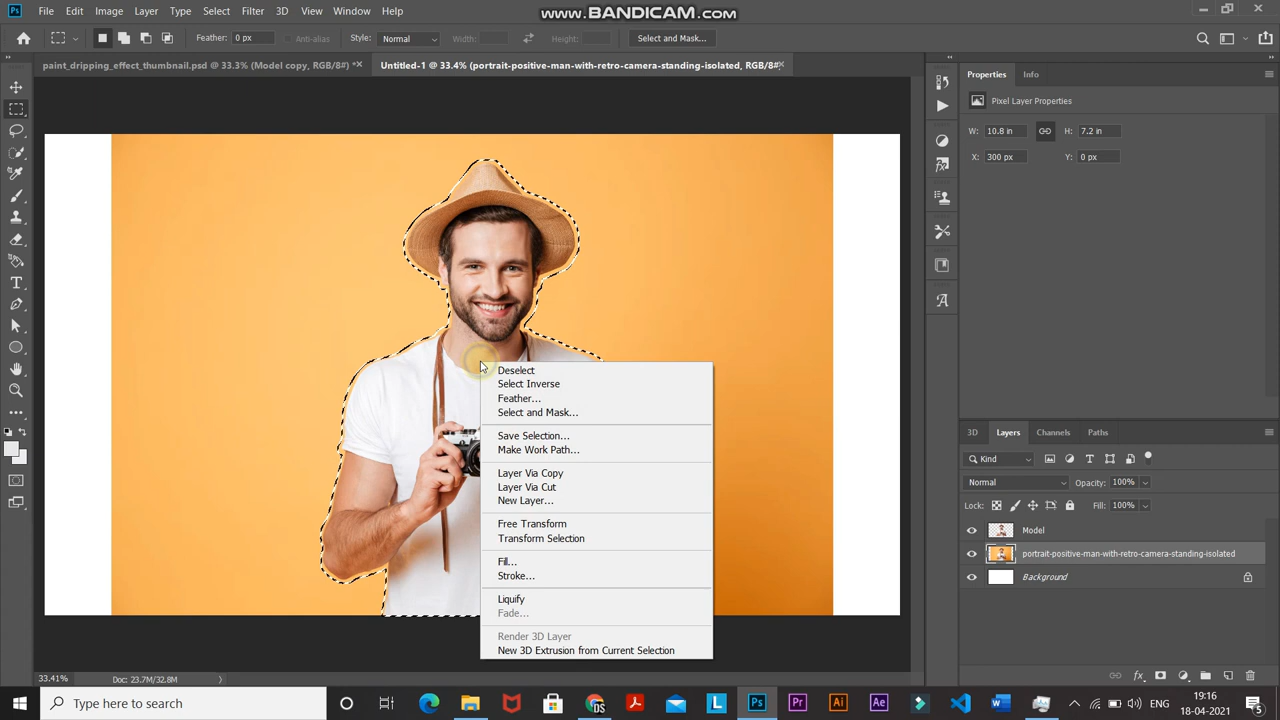 www.BANDICAM.com
Ps File Edit Image Layer Type Select Filter 3D View Window Help
Feather: 0 px Anti-alias Style: Normal Width: Height: Select and Mask...
paint_dripping_effect_thumbnail.psd @ 33.3% (Model copy, RGB/8#) * ×
Untitled-1 @ 33.4% (portrait-positive-man-with-retro-camera-standing-isolated, RGB/8#
Properties Info
Pixel Layer Properties
W: 10.8 in H: 7.2 in
X: 300 px Y: 0 px
Deselect
Select Inverse
Feather...
Select and Mask...
Save Selection...
Make Work Path...
Layer Via Copy
Layer Via Cut
New Layer...
Free Transform
Transform Selection
Fill...
Stroke...
Liquify
Fade...
Render 3D Layer
New 3D Extrusion from Current Selection
3D Layers Channels Paths
Kind
Normal Opacity: 100%
Lock: Fill: 100%
Model
portrait-positive-man-with-retro-camera-standing-isolated
Background
33.41% Doc: 23.7M/32.8M
Type here to search
DS L Ps Pr Ai Ae
ENG 19:16
18-04-2021
5